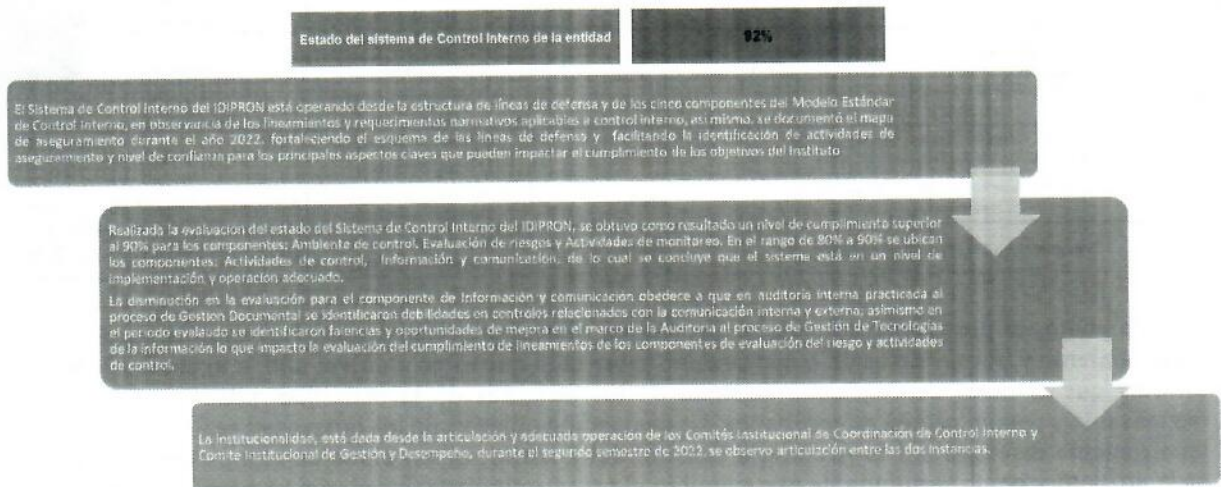 Estado del sistema de Control Interno de la entidad
92%
El Sistema de Control Interno del IDIPRON está operando desde la estructura de líneas de defensa y de los cinco componentes del Modelo Estándar
de Control Interno, en observancia de los lineamientos y requerimientos normativos aplicables a control interno, así mismo, se documentó el mapa
de aseguramiento durante el año 2022, fortaleciendo el esquema de las líneas de defensa y facilitando la identificación de actividades de
aseguramiento y nivel de confianza para los principales aspectos claves que pueden impactar el cumplimiento de los objetivos del Instituto
Realizada la evaluación del estado del Sistema de Control Interno del IDIPRON, se obtuvo como resultado un nivel de cumplimiento superior
al 90% para los componentes: Ambiente de control, Evaluación de riesgos y Actividades de monitoreo. En el rango de 80% a 90% se ubican
los componentes: Actividades de control, Información y comunicación, de lo cual se concluye que el sistema está en un nivel de
implementación y operación adecuado.
La disminución en la evaluación para el componente de Información y comunicación obedece a que en auditoria interna practicada al
proceso de Gestión Documental se identificaron debilidades en controles relacionados con la comunicación interna y externa, asimismo en
el periodo evaluado se identificaron falencias y oportunidades de mejora en el marco de la Auditoria al proceso de Gestión de Tecnologías
de la información lo que impacto la evaluación del cumplimiento de lineamientos de los componentes de evaluación del riesgo y actividades
de control.
La institucionalidad, está dada desde la articulación y adecuada operación de los Comités Institucional de Coordinación de Control Interno y
Comité Institucional de Gestión y Desempeño, durante el segundo semestre de 2022, se observo articulación entre las dos instancias.